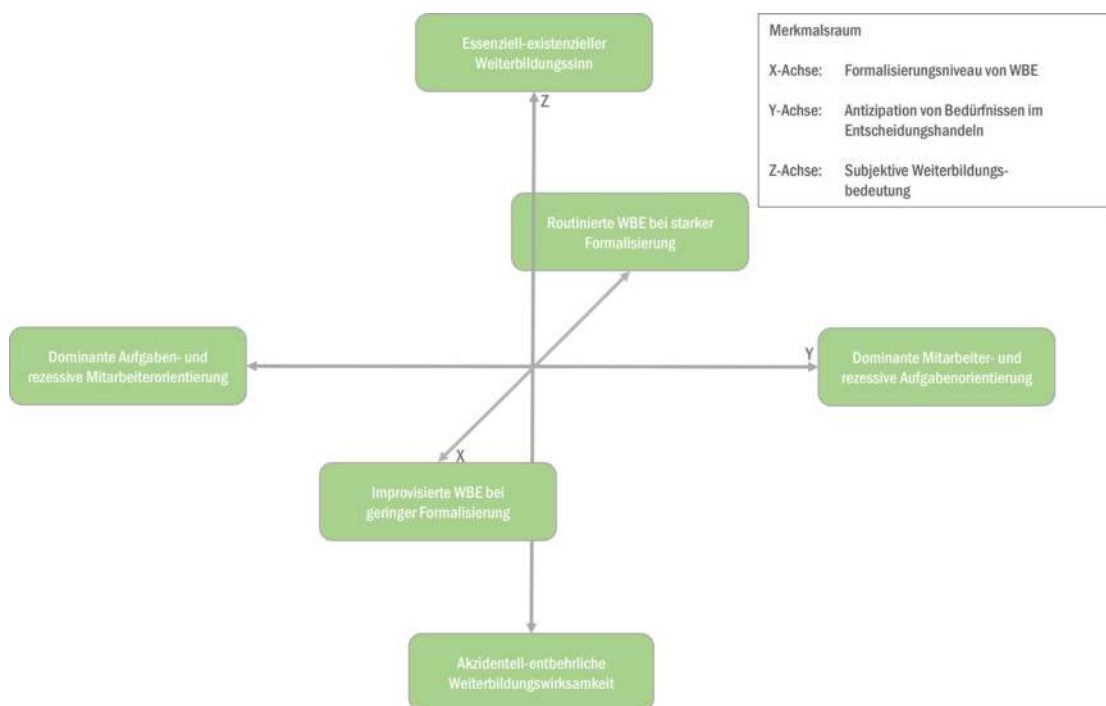 Essenziell-existenzieller
Weiterbildungssinn
Merkmalsraum
X-Achse: Formalisierungsniveau von WBE
Y-Achse: Antizipation von Bedürfnissen im
Entscheidungshandeln
Z-Achse: Subjektive Weiterbildungs-
bedeutung
Z
Routinierte WBE bei starker
Formalisierung
Dominante Aufgaben- und
rezessive Mitarbeiterorientierung
Y
Dominante Mitarbeiter- und
rezessive Aufgabenorientierung
X
Improvisierte WBE bei
geringer Formalisierung
Akzidentell-entbehrliche
Weiterbildungswirksamkeit